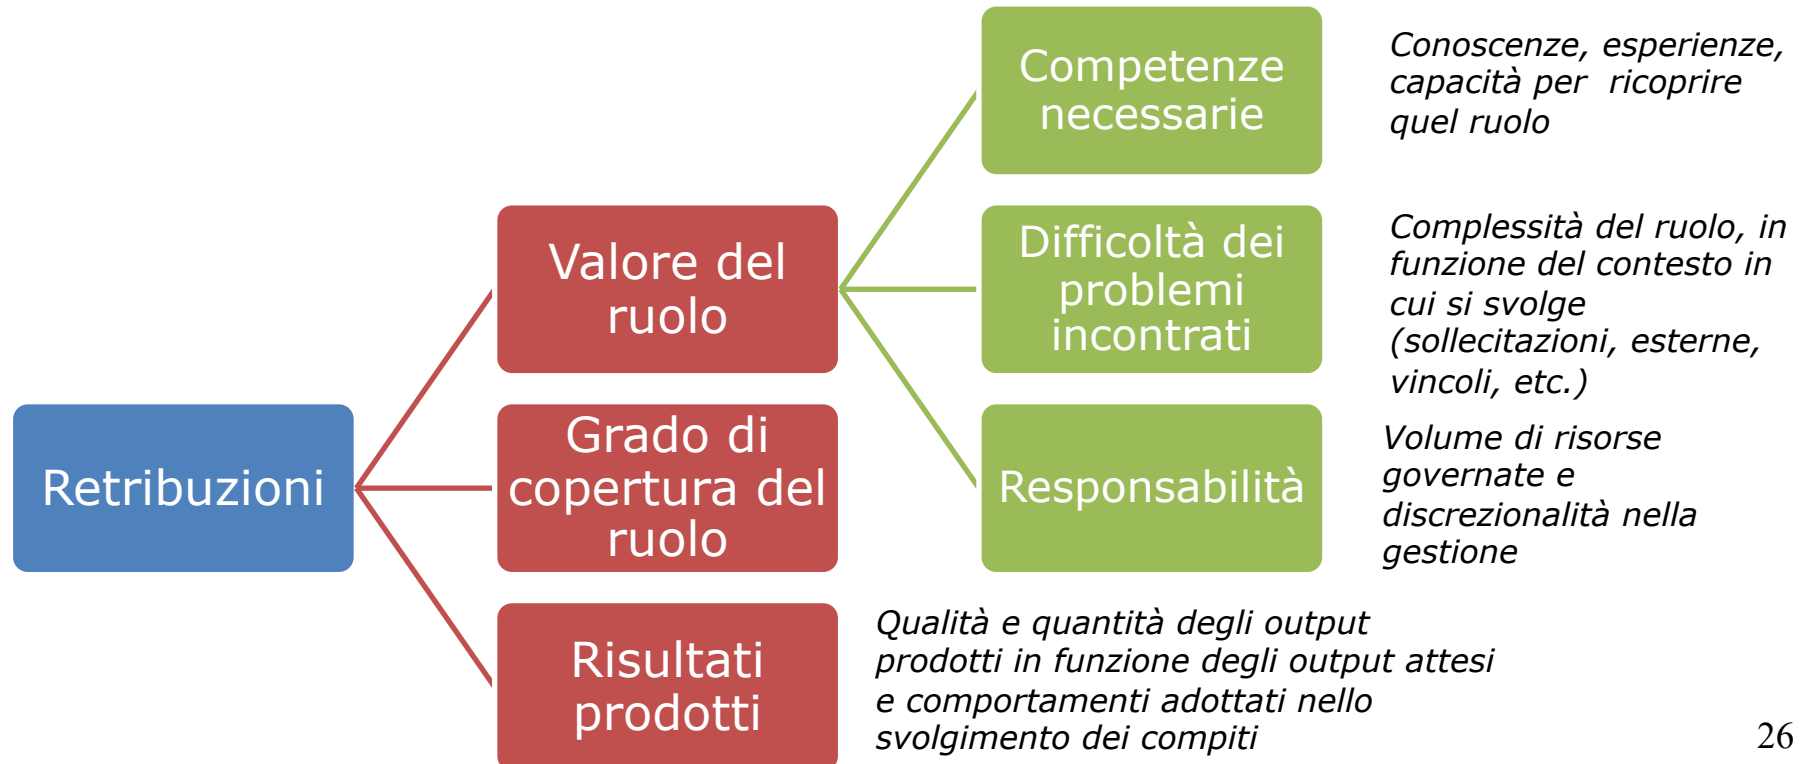 Retribuzioni
Valore del
ruolo
Grado di
copertura del
ruolo
Risultati
prodotti
Competenze
necessarie
Difficoltà dei
problemi
incontrati
Responsabilità
Conoscenze, esperienze,
capacità per ricoprire
quel ruolo
Complessità del ruolo, in
funzione del contesto in
cui si svolge
(sollecitazioni, esterne,
vincoli, etc.)
Volume di risorse
governate e
discrezionalità nella
gestione
Qualità e quantità degli output
prodotti in funzione degli output attesi
e comportamenti adottati nello
svolgimento dei compiti
26